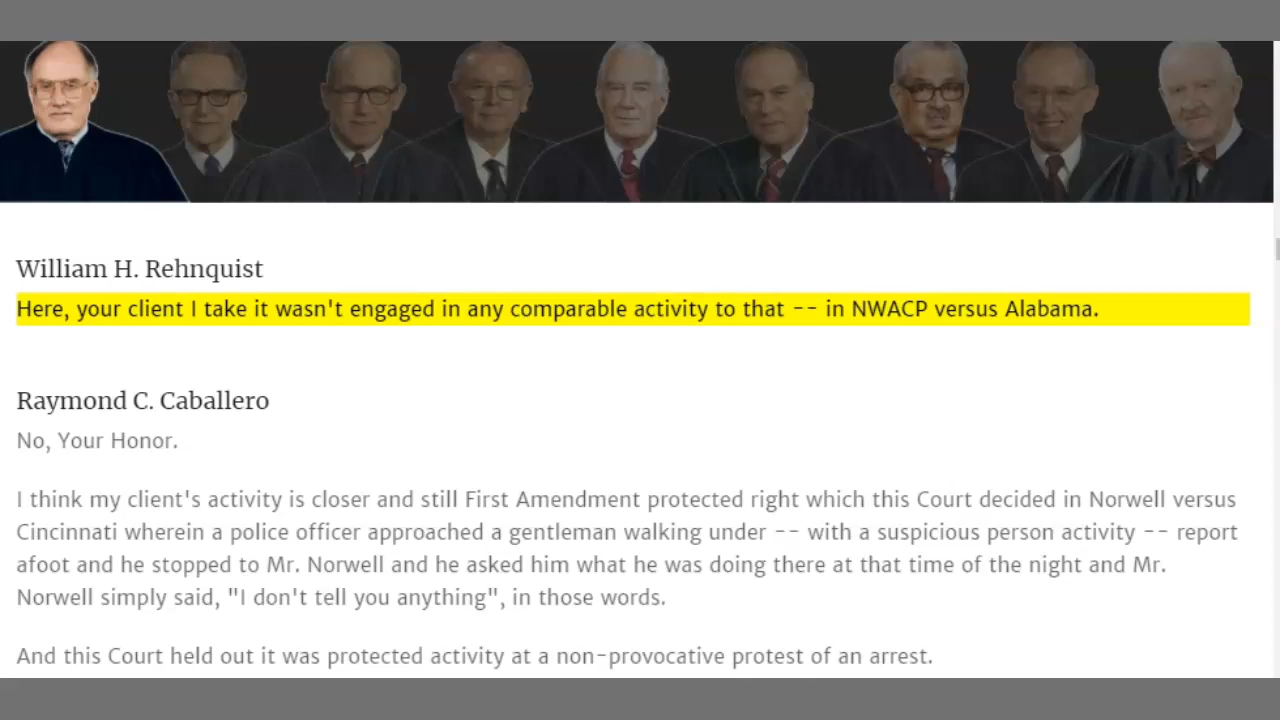 William H. Rehnquist
Here, your client I take it wasn't engaged in any comparable activity to that -- in NWACP versus Alabama.
Raymond C. Caballero
No, Your Honor.
I think my client's activity is closer and still First Amendment protected right which this Court decided in Norwell versus
Cincinnati wherein a police officer approached a gentleman walking under -- with a suspicious person activity -- report
afoot and he stopped to Mr. Norwell and he asked him what he was doing there at that time of the night and Mr.
Norwell simply said, "I don't tell you anything", in those words.
And this Court held out it was protected activity at a non-provocative protest of an arrest.